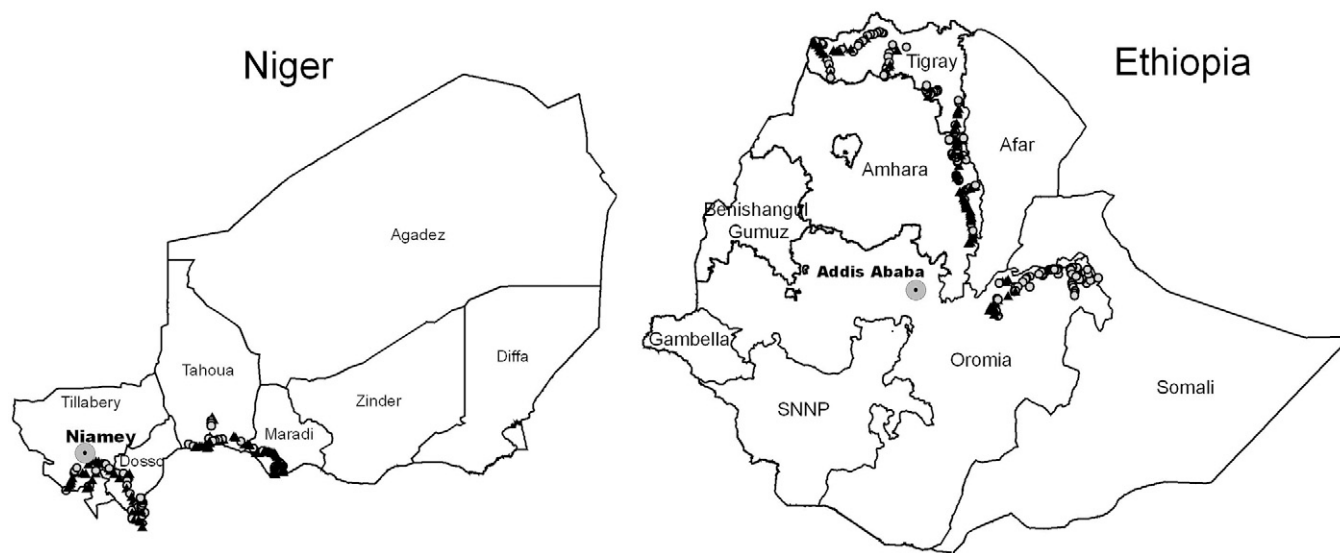 Niger
Agadez
Tahoua
Diffa
Zinder
Tillabery
Maradi
Niamey
Dosso
Ethiopia
Tigray
Afar
Amhara
Benishangul
Gumuz
Addis Ababa
Gambella
Oromia
Somali
SNNP